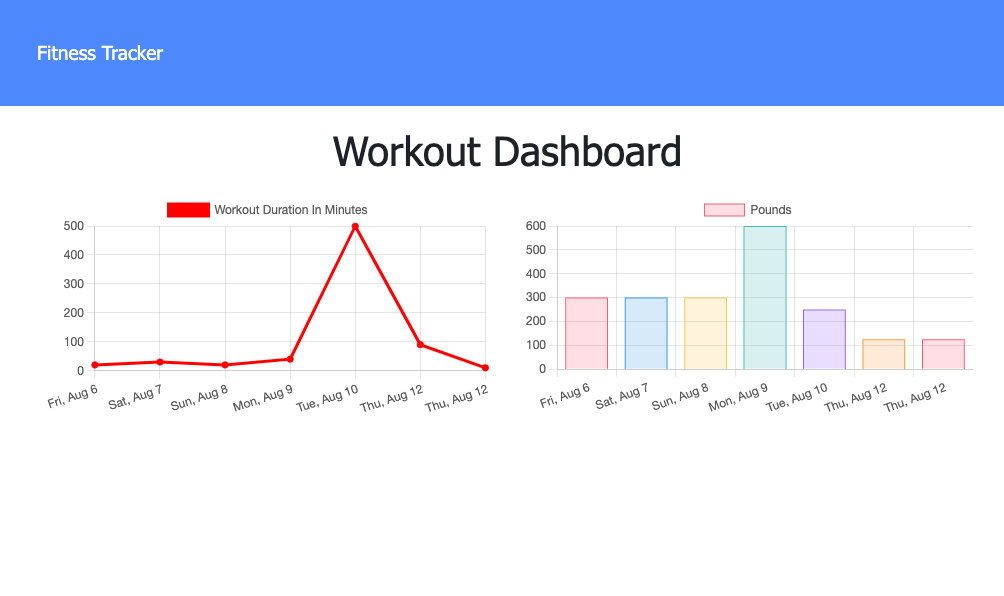 Fitness Tracker
Workout Dashboard
Workout Duration In Minutes
500
400
300
200
100
0
Fri, Aug 6
Sat, Aug 7
Sun, Aug 8
Mon, Aug 9
Tue, Aug 10
Thu, Aug 12
Thu, Aug 12
Pounds
600
500
400
300
200
100
0
Fri, Aug 6
Sat, Aug 7
Sun, Aug 8
Mon, Aug 9
Tue, Aug 10
Thu, Aug 12
Thu, Aug 12